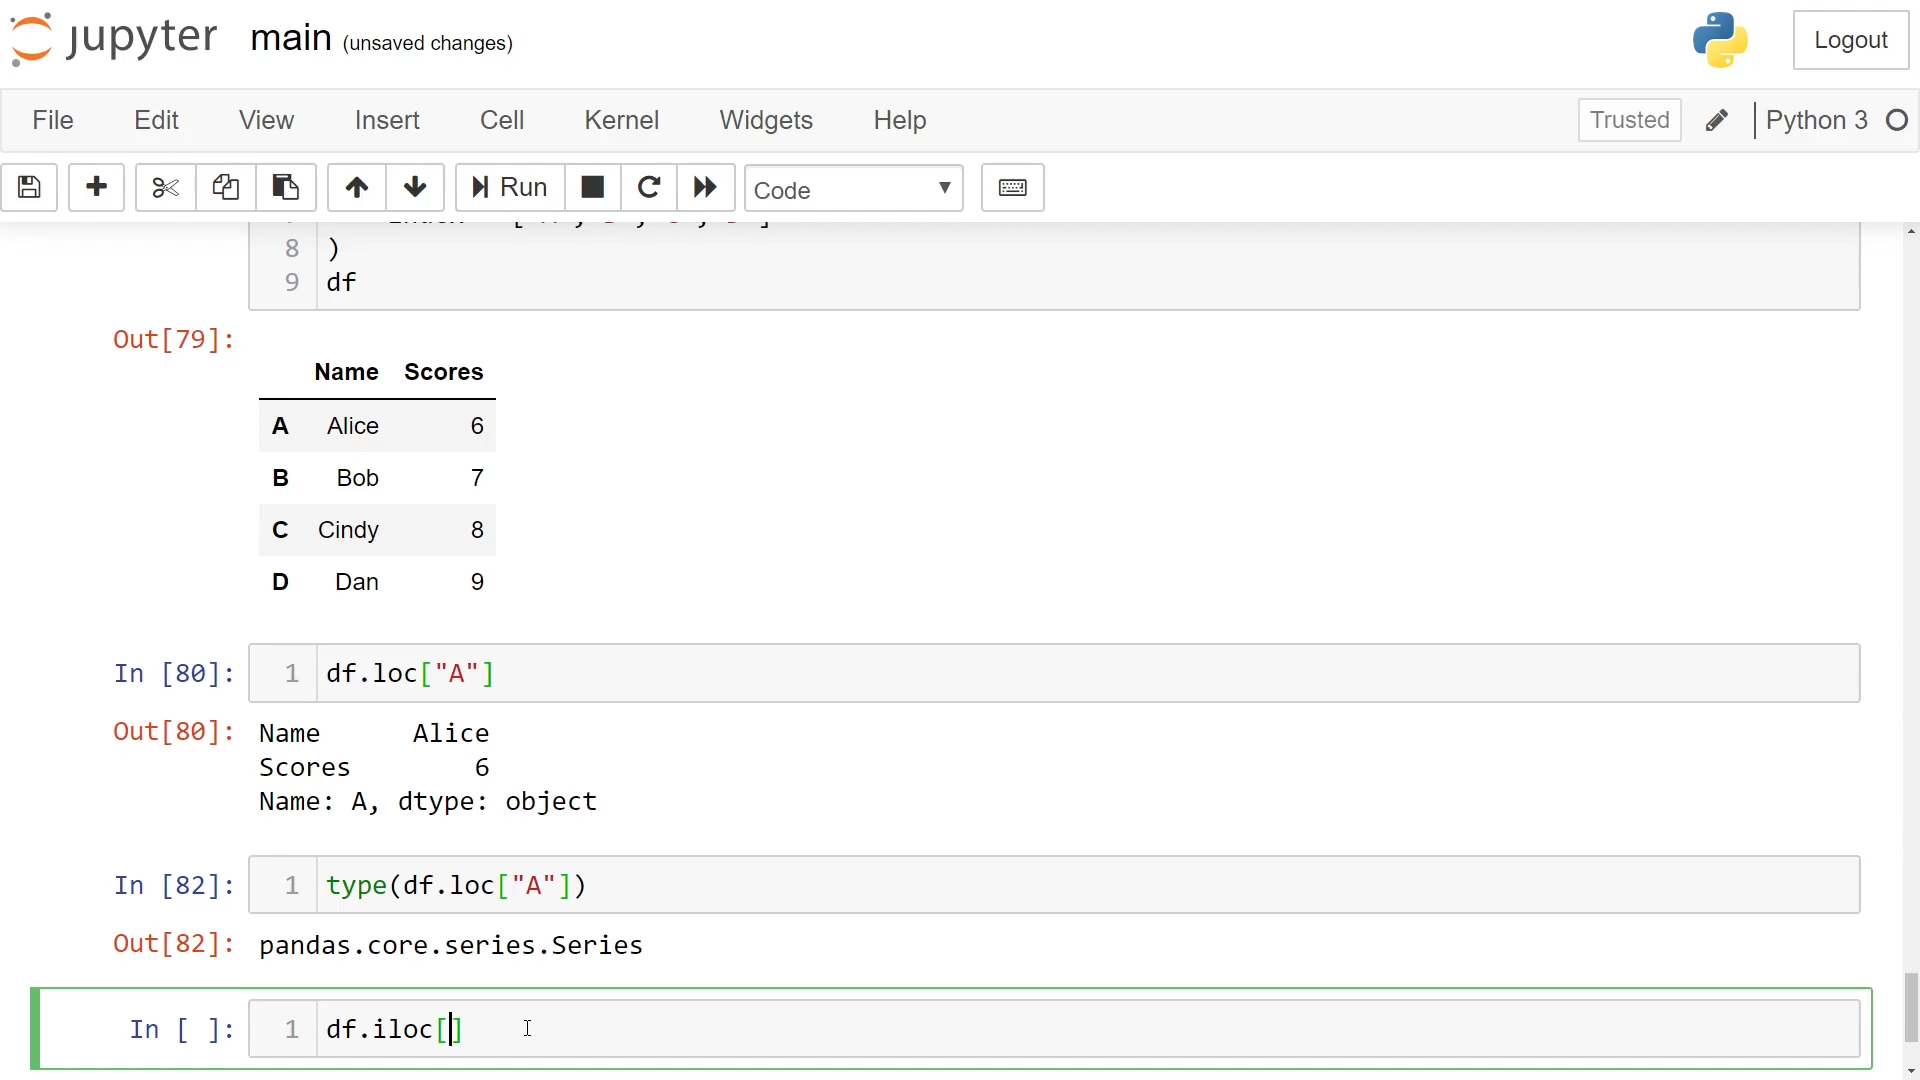 jupyter main (unsaved changes)
Logout
File Edit View Insert Cell Kernel Widgets Help
Trusted Python 3
Run Code
8 )
9 df
Out[79]:
Name Scores
A Alice 6
B Bob 7
C Cindy 8
D Dan 9
In [80]: 1 df.loc["A"]
Out[80]: Name Alice
Scores 6
Name: A, dtype: object
In [82]: 1 type(df.loc["A"])
Out[82]: pandas.core.series.Series
In [ ]: 1 df.iloc[]